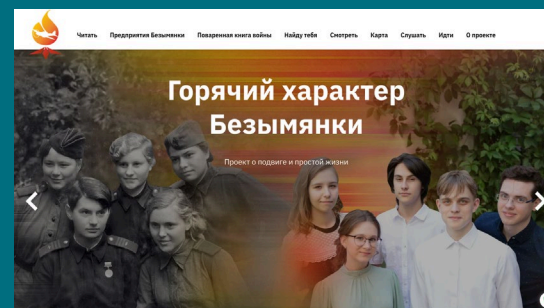 Читать Предприятия Безымянки Поваренная книга войны Найду тебя Смотреть Карта Слушать Идти О проекте
Горячий характер
Безымянки
Проект о подвиге и простой жизни